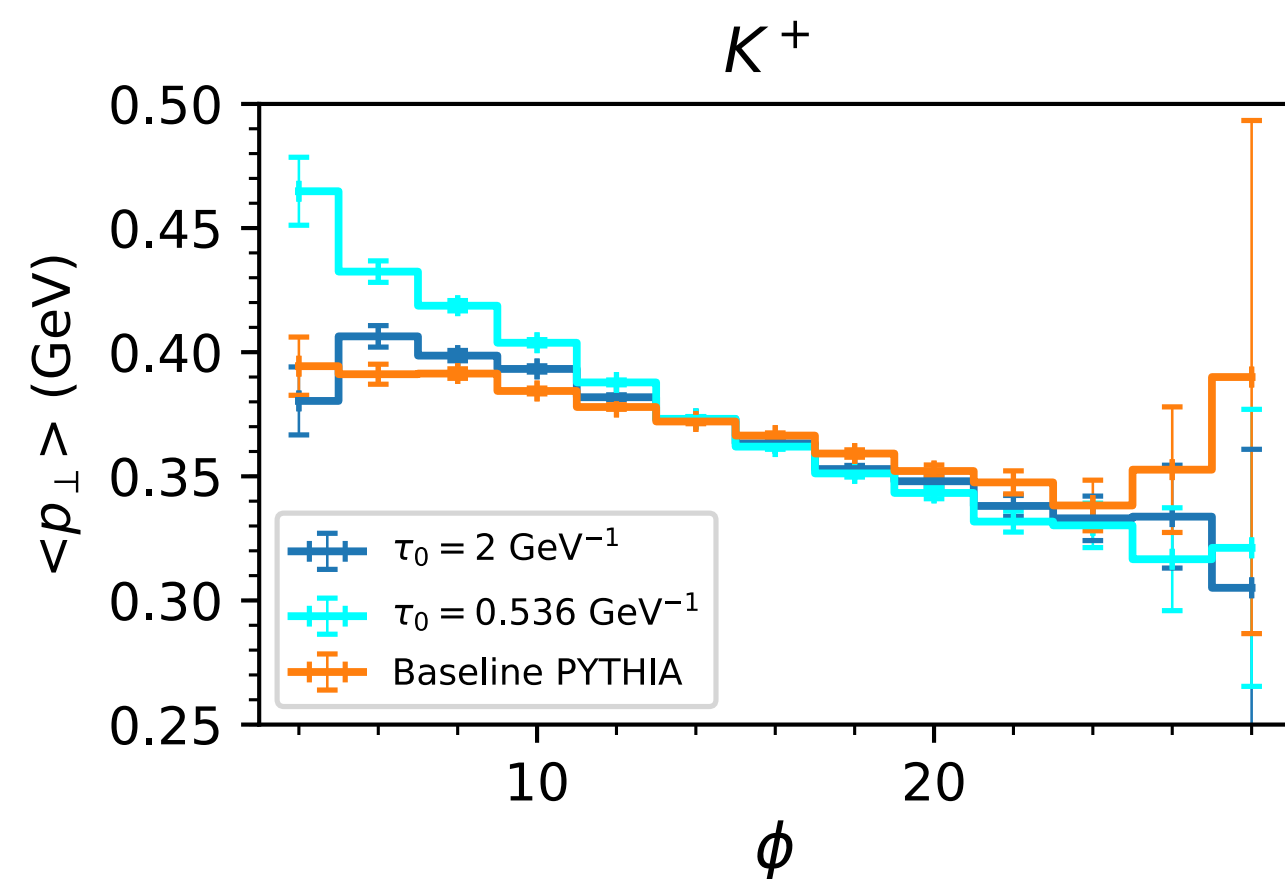 K⁺
<p⊥> (GeV)
0.50
0.45
0.40
0.35
0.30
0.25
τ₀ = 2 GeV⁻¹
τ₀ = 0.536 GeV⁻¹
Baseline PYTHIA
10
20
ϕ